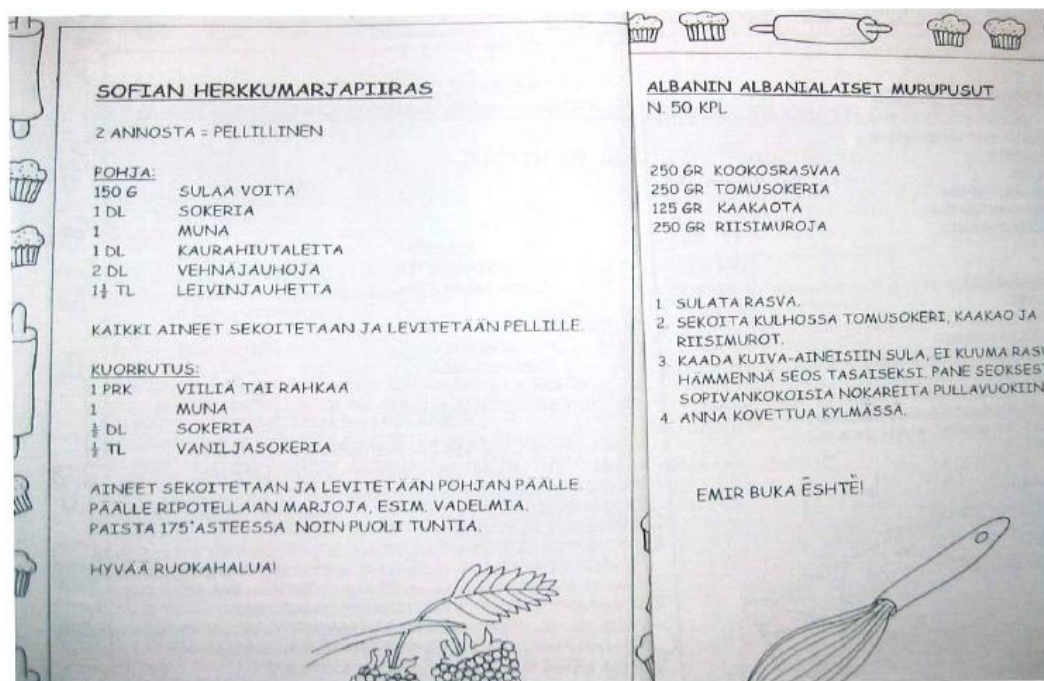 SOFIAN HERKKUMARJAPIIRAS
2 ANNOSTA = PELLILLINEN
POHJA:
150 G SULAA VOITA
1 DL SOKERIA
1 MUNA
1 DL KAURAHIUTALEITA
2 DL VEHNÄJAUHOJA
1½ TL LEIVINJAUHETTA
KAIKKI AINEET SEKOITETAAN JA LEVITETÄÄN PELLILLE.
KUORRUTUS:
1 PRK VIILIÄ TAI RAHKAA
1 MUNA
½ DL SOKERIA
½ TL VANILJASOKERIA
AINEET SEKOITETAAN JA LEVITETÄÄN POHJAN PÄÄLLE.
PÄÄLLE RIPOTELLAAN MARJOJA, ESIM. VADELMIA.
PAISTA 175°ASTEESSA NOIN PUOLI TUNTIA.
HYVÄÄ RUOKAHALUA!
ALBANIN ALBANIALAISET MURUPUSUT
N. 50 KPL
250 GR KOOKOSRASVAA
250 GR TOMUSOKERIA
125 GR KAAKAOTA
250 GR RIISIMUROJA
1. SULATA RASVA.
2. SEKOITA KULHOSSA TOMUSOKERI, KAAKAO JA
RIISIMUROT.
3. KAADA KUIVA-AINEISIIN SULA, EI KUUMA
HÄMMENNÄ SEOS TASAISEKSI. PANE
SOPIVANKOKOISIA NOKAREITA
4. ANNA KOVETTUA KYLMÄSSÄ.
EMIR BUKA ËSHTË!